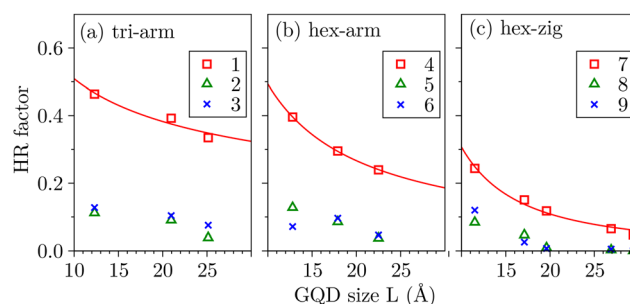 (a) tri-arm
(b) hex-arm
(c) hex-zig
1
2
3
4
5
6
7
8
9
HR factor
0.6
0.4
0.2
0.0
10 15 20 25
15 20 25
15 20 25
GQD size L (Å)